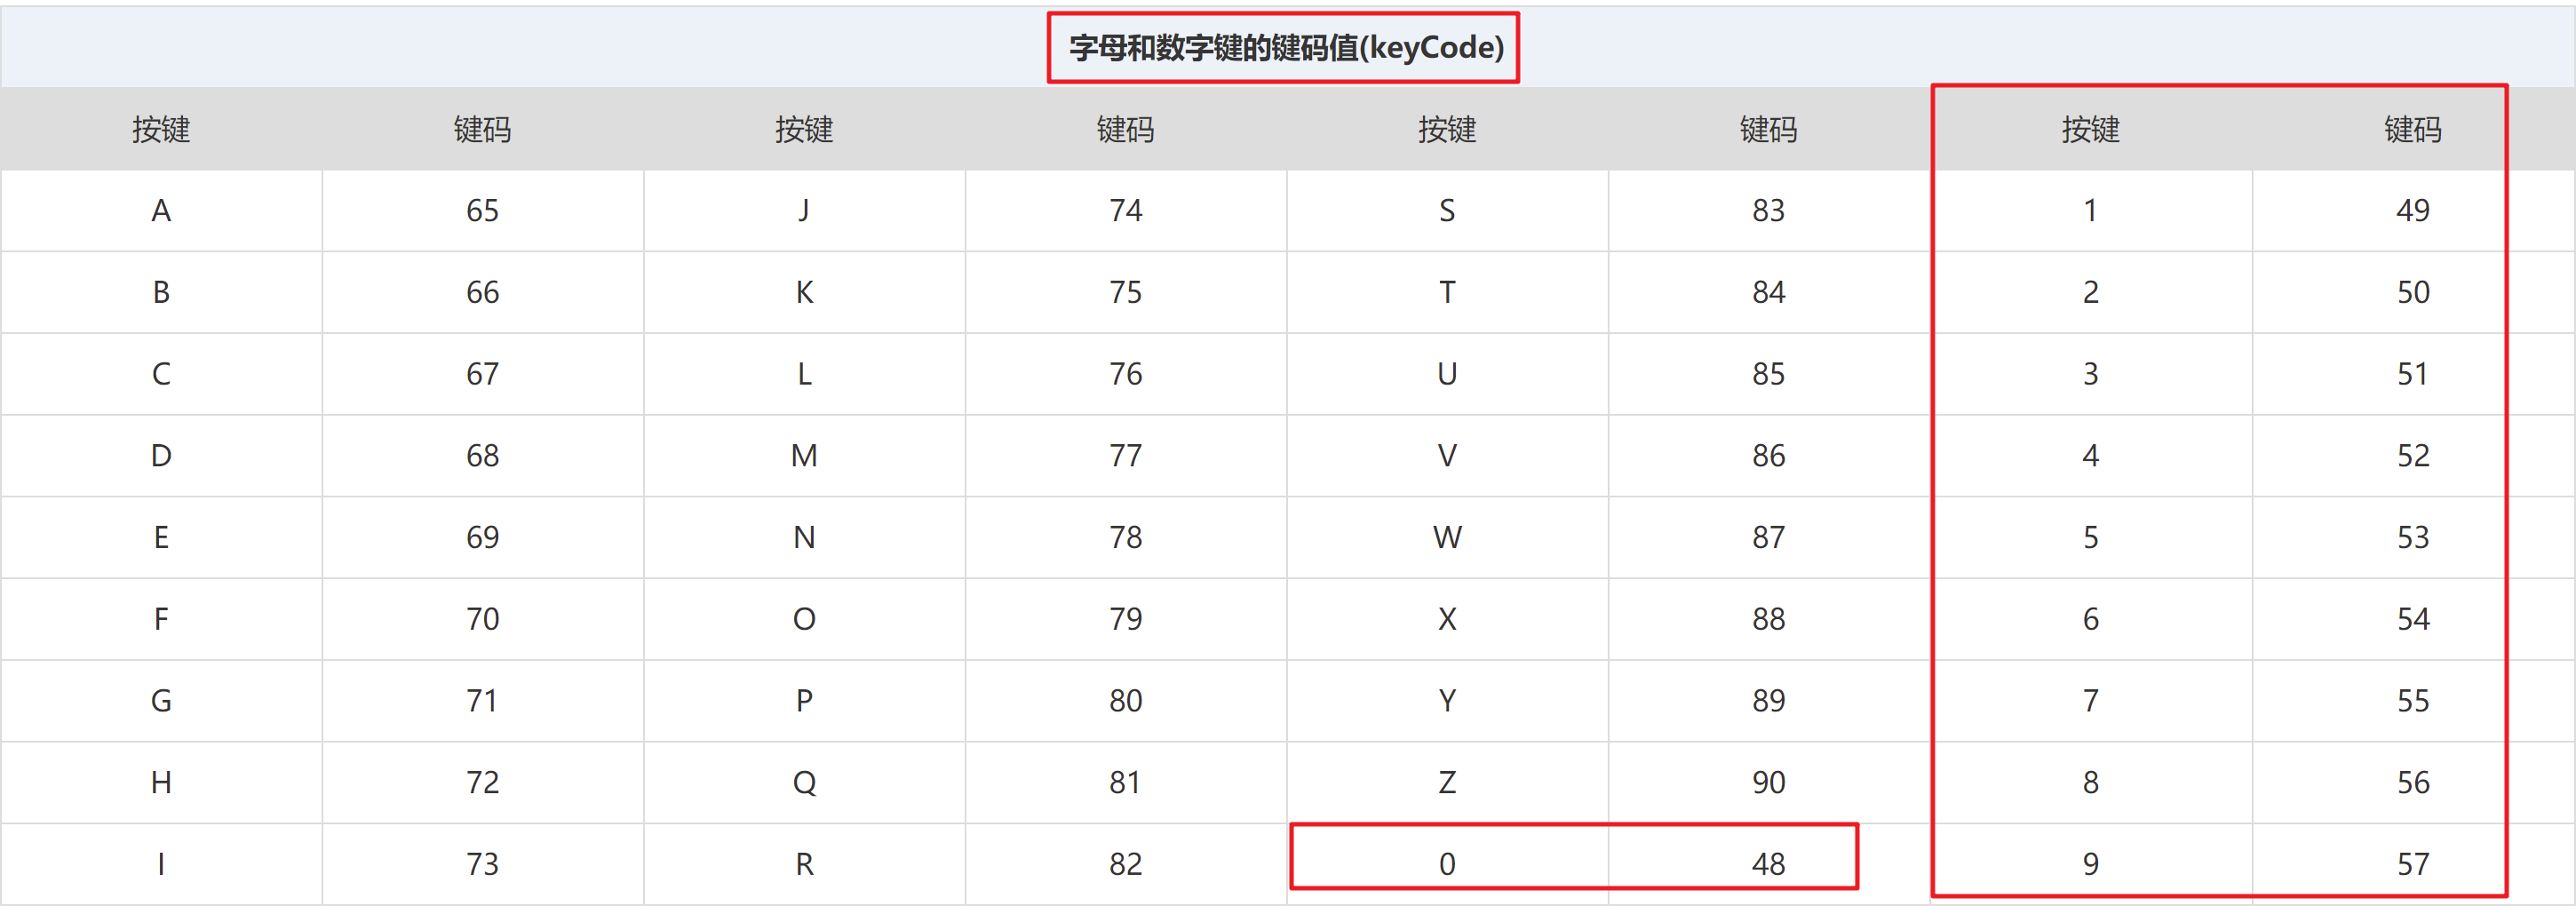 字母和数字键的键码值(keyCode)
按键 键码 按键 键码 按键 键码 按键 键码
A 65 J 74 S 83 1 49
B 66 K 75 T 84 2 50
C 67 L 76 U 85 3 51
D 68 M 77 V 86 4 52
E 69 N 78 W 87 5 53
F 70 O 79 X 88 6 54
G 71 P 80 Y 89 7 55
H 72 Q 81 Z 90 8 56
I 73 R 82 0 48 9 57